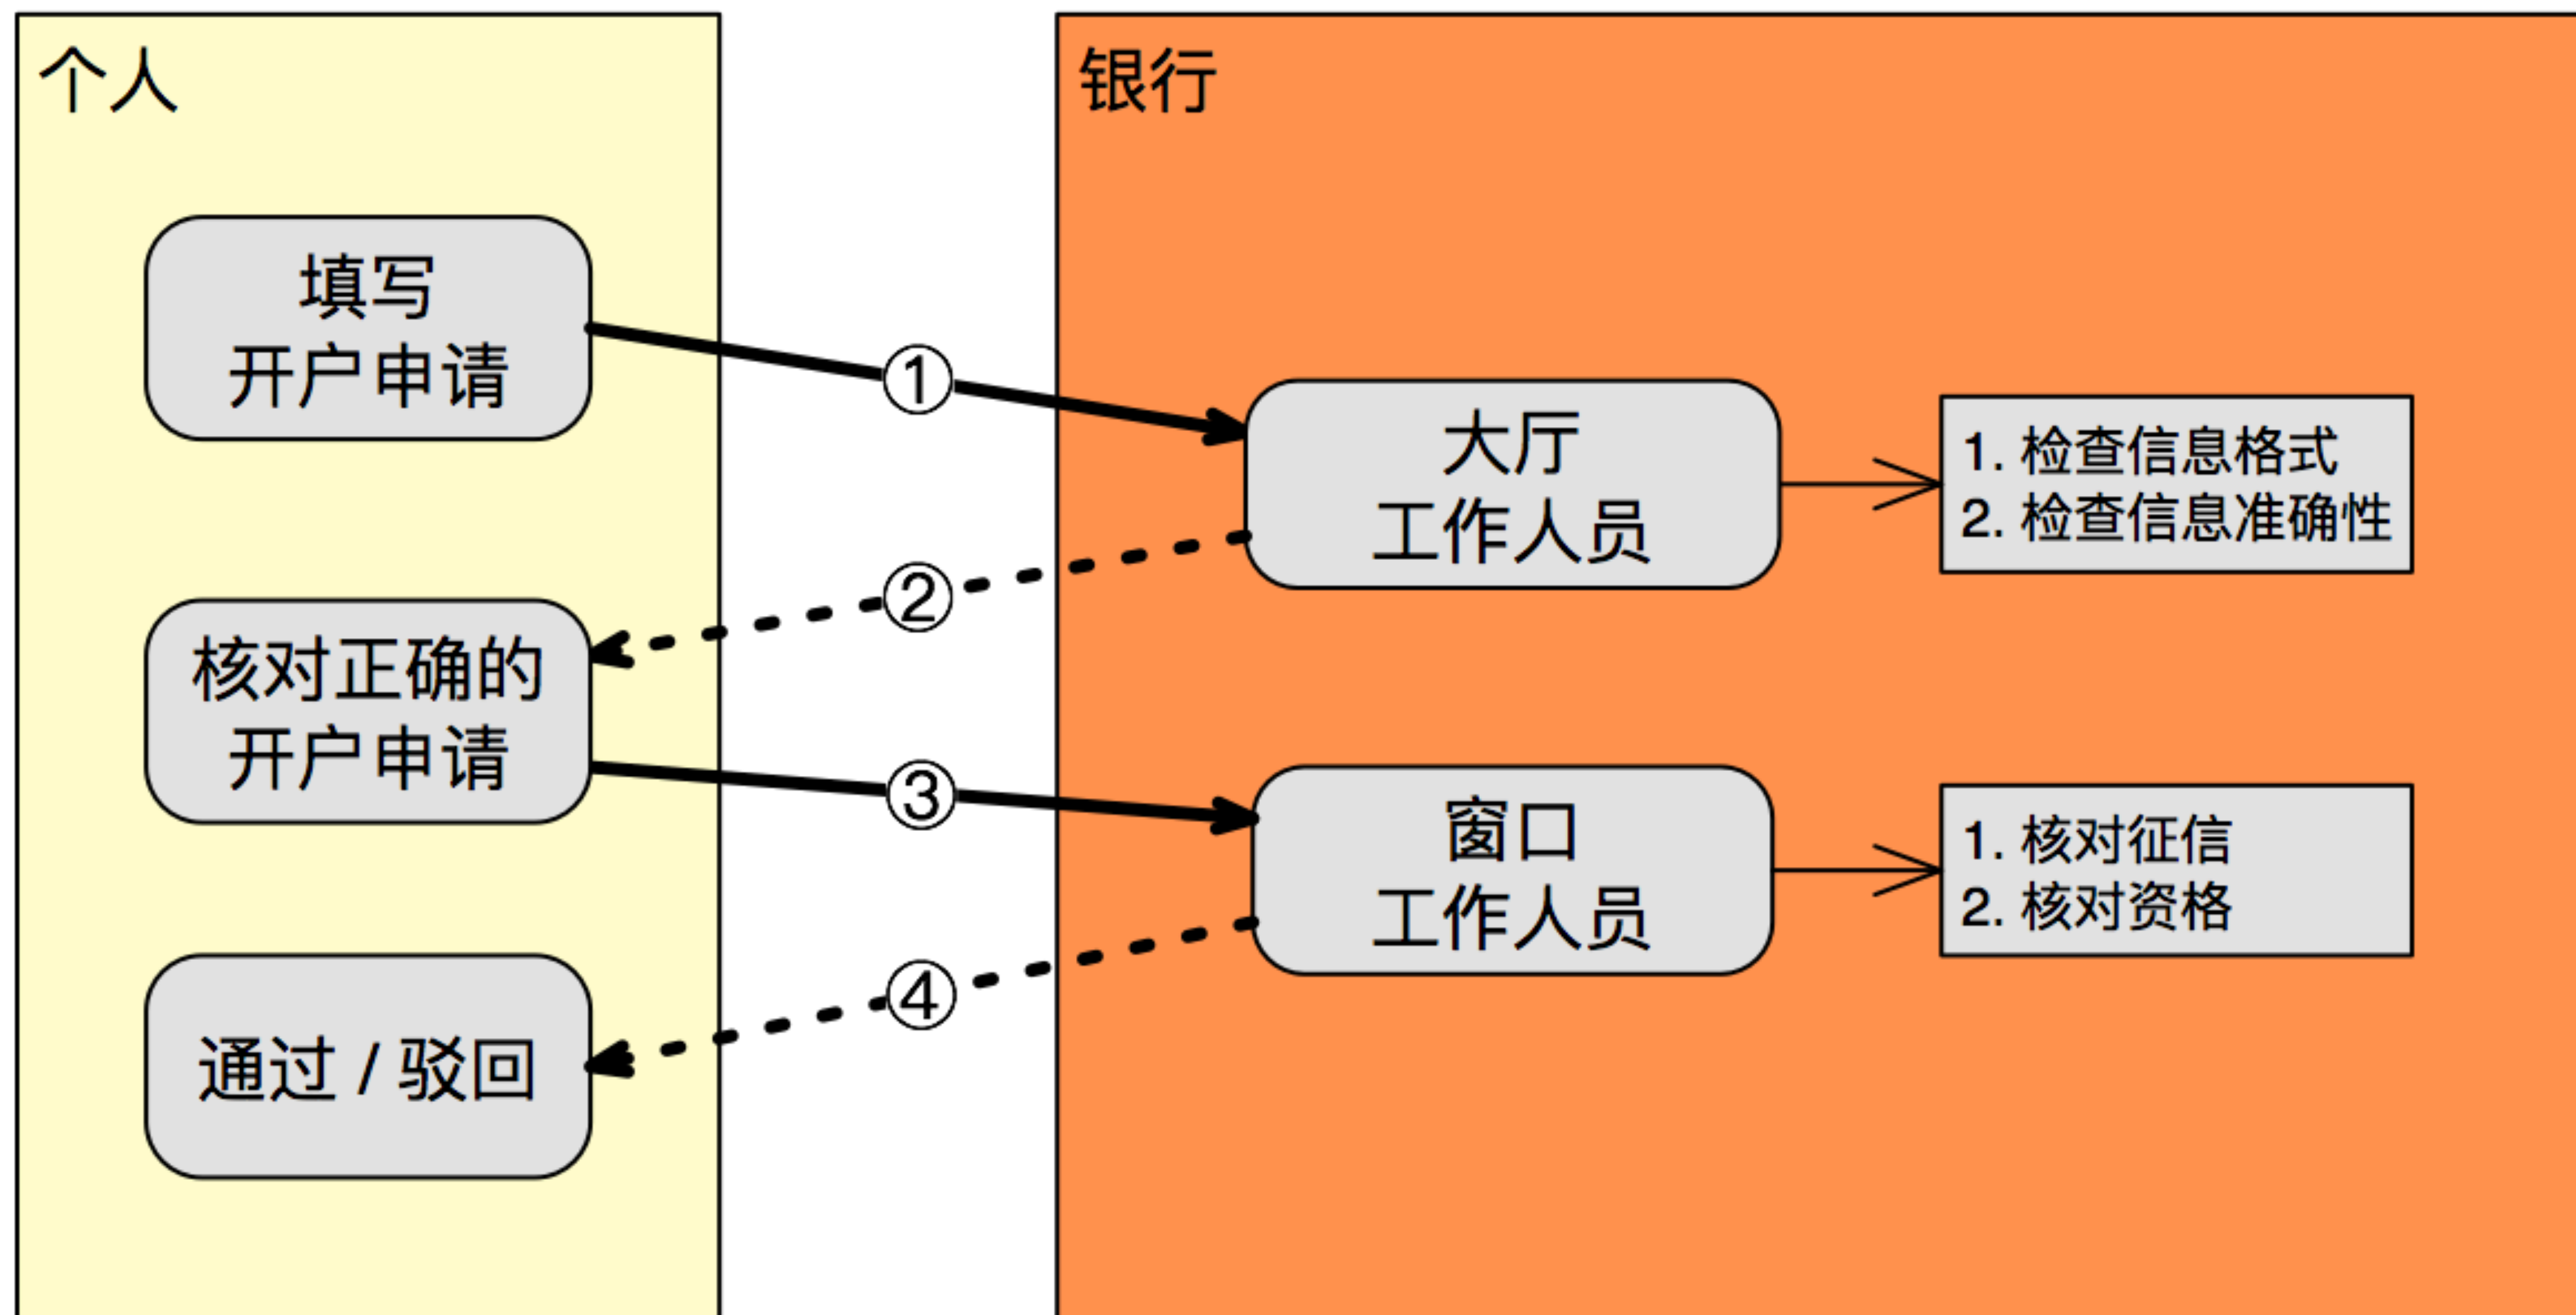 个人
银行
填写
开户申请
①
大厅
工作人员
1. 检查信息格式
2. 检查信息准确性
②
核对正确的
开户申请
③
窗口
工作人员
1. 核对征信
2. 核对资格
④
通过 / 驳回